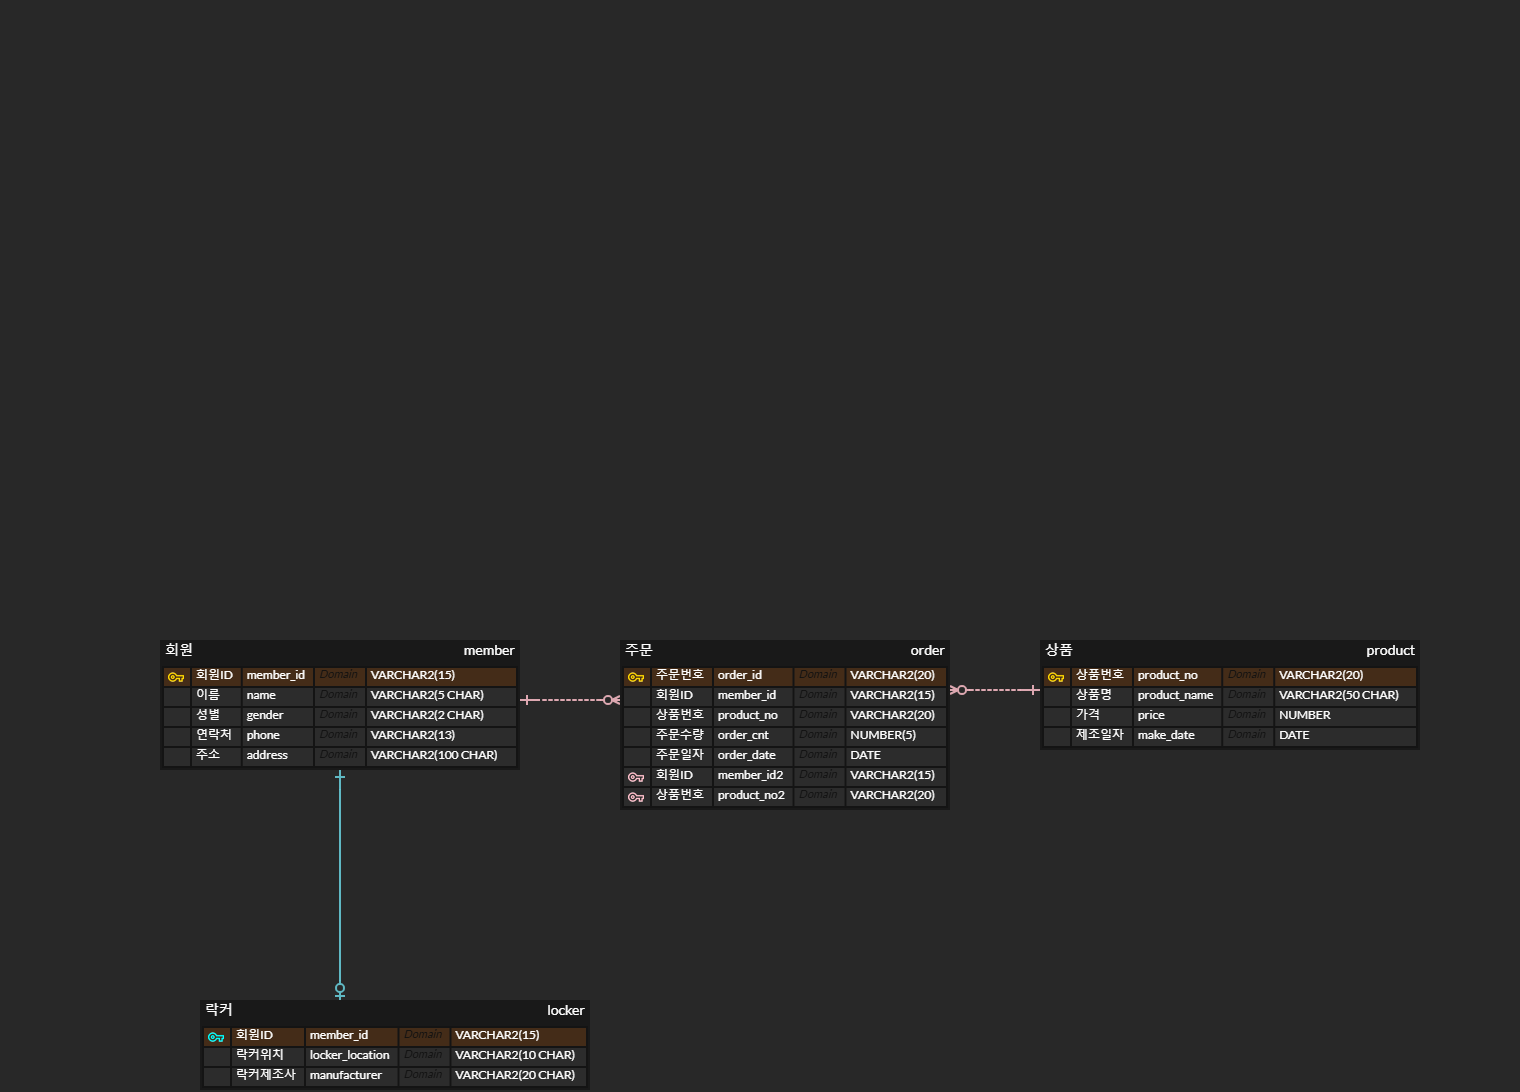 회원 member
회원ID member_id Domain VARCHAR2(15)
이름 name Domain VARCHAR2(5 CHAR)
성별 gender Domain VARCHAR2(2 CHAR)
연락처 phone Domain VARCHAR2(13)
주소 address Domain VARCHAR2(100 CHAR)
주문 order
주문번호 order_id Domain VARCHAR2(20)
회원ID member_id Domain VARCHAR2(15)
상품번호 product_no Domain VARCHAR2(20)
주문수량 order_cnt Domain NUMBER(5)
주문일자 order_date Domain DATE
회원ID member_id2 Domain VARCHAR2(15)
상품번호 product_no2 Domain VARCHAR2(20)
상품 product
상품번호 product_no Domain VARCHAR2(20)
상품명 product_name Domain VARCHAR2(50 CHAR)
가격 price Domain NUMBER
제조일자 make_date Domain DATE
락커 locker
회원ID member_id Domain VARCHAR2(15)
락커위치 locker_location Domain VARCHAR2(10 CHAR)
락커제조사 manufacturer Domain VARCHAR2(20 CHAR)